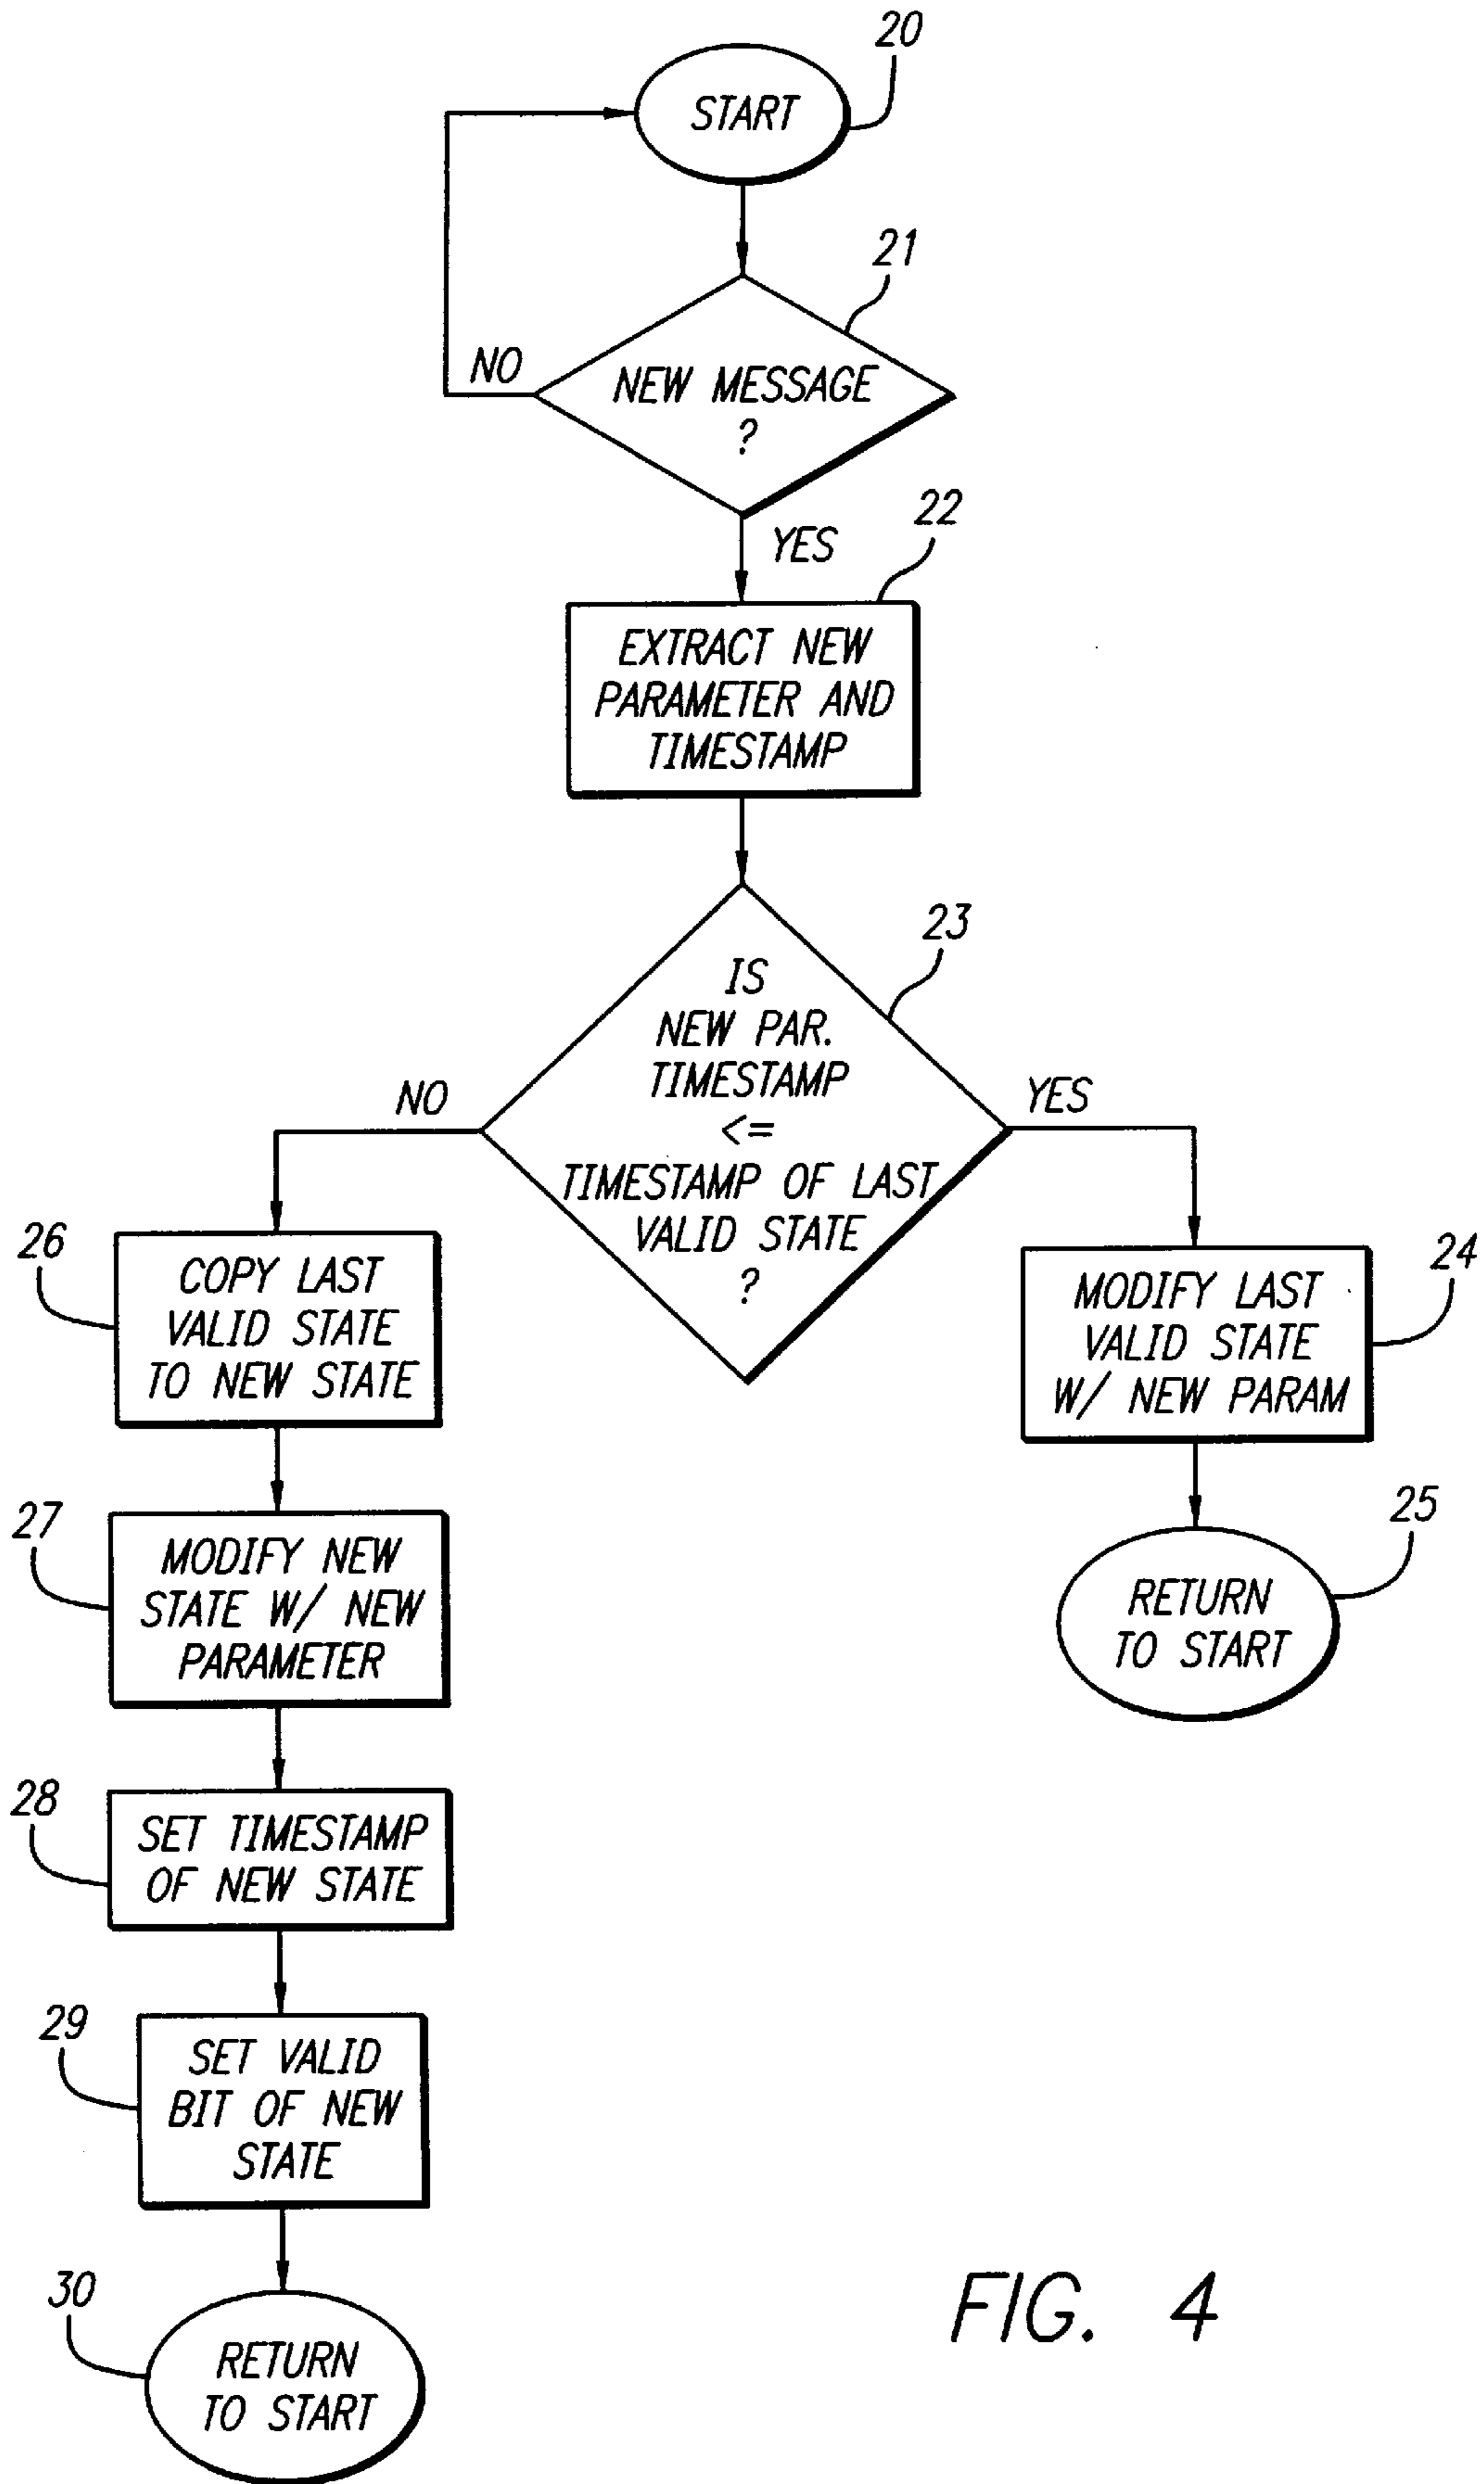 20
START
21
NO
NEW MESSAGE
?
YES
22
EXTRACT NEW
PARAMETER AND
TIMESTAMP
23
IS
NEW PAR.
TIMESTAMP
<=
TIMESTAMP OF LAST
VALID STATE
?
NO
YES
26
COPY LAST
VALID STATE
TO NEW STATE
24
MODIFY LAST
VALID STATE
W/ NEW PARAM
27
MODIFY NEW
STATE W/ NEW
PARAMETER
25
RETURN
TO START
28
SET TIMESTAMP
OF NEW STATE
29
SET VALID
BIT OF NEW
STATE
30
RETURN
TO START
FIG. 4